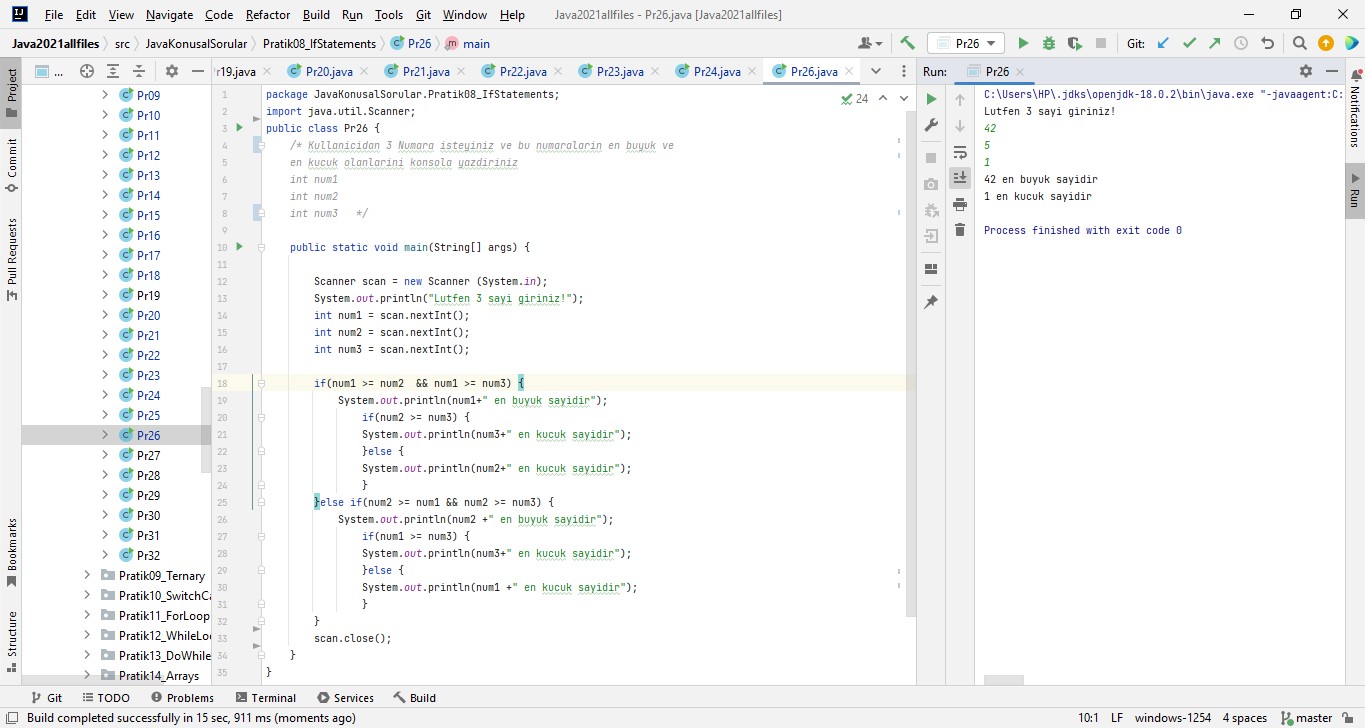 File Edit View Navigate Code Refactor Build Run Tools Git Window Help Java2021allfiles - Pr26.java [Java2021allfiles]
Java2021allfiles src JavaKonusalSorular Pratik08_IfStatements Pr26 main Pr26 Git:
Project
Commit
Pull Requests
Bookmarks
Structure
...
Pr09
Pr10
Pr11
Pr12
Pr13
Pr14
Pr15
Pr16
Pr17
Pr18
Pr19
Pr20
Pr21
Pr22
Pr23
Pr24
Pr25
Pr26
Pr27
Pr28
Pr29
Pr30
Pr31
Pr32
Pratik09_Ternary
Pratik10_SwitchCa
Pratik11_ForLoop
Pratik12_WhileLo
Pratik13_DoWhile
Pratik14_Arrays
r19.java Pr20.java Pr21.java Pr22.java Pr23.java Pr24.java Pr26.java
24
1 package JavaKonusalSorular.Pratik08_IfStatements;
2 import java.util.Scanner;
3 public class Pr26 {
4 /* Kullanicidan 3 Numara isteyiniz ve bu numaralarin en buyuk ve
5 en kucuk olanlarini konsola yazdiriniz
6 int num1
7 int num2
8 int num3 */
9
10 public static void main(String[] args) {
11
12 Scanner scan = new Scanner (System.in);
13 System.out.println("Lutfen 3 sayi giriniz!");
14 int num1 = scan.nextInt();
15 int num2 = scan.nextInt();
16 int num3 = scan.nextInt();
17
18 if(num1 >= num2 && num1 >= num3) {
19 System.out.println(num1+" en buyuk sayidir");
20 if(num2 >= num3) {
21 System.out.println(num3+" en kucuk sayidir");
22 }else {
23 System.out.println(num2+" en kucuk sayidir");
24 }
25 }else if(num2 >= num1 && num2 >= num3) {
26 System.out.println(num2 +" en buyuk sayidir");
27 if(num1 >= num3) {
28 System.out.println(num3+" en kucuk sayidir");
29 }else {
30 System.out.println(num1 +" en kucuk sayidir");
31 }
32 }
33 scan.close();
34 }
35 }
Run: Pr26
C:\Users\HP\.jdks\openjdk-18.0.2\bin\java.exe "-javaagent:C:
Lutfen 3 sayi giriniz!
42
5
1
42 en buyuk sayidir
1 en kucuk sayidir
Process finished with exit code 0
Notifications
Run
Git TODO Problems Terminal Services Build
Build completed successfully in 15 sec, 911 ms (moments ago) 10:1 LF windows-1254 4 spaces master